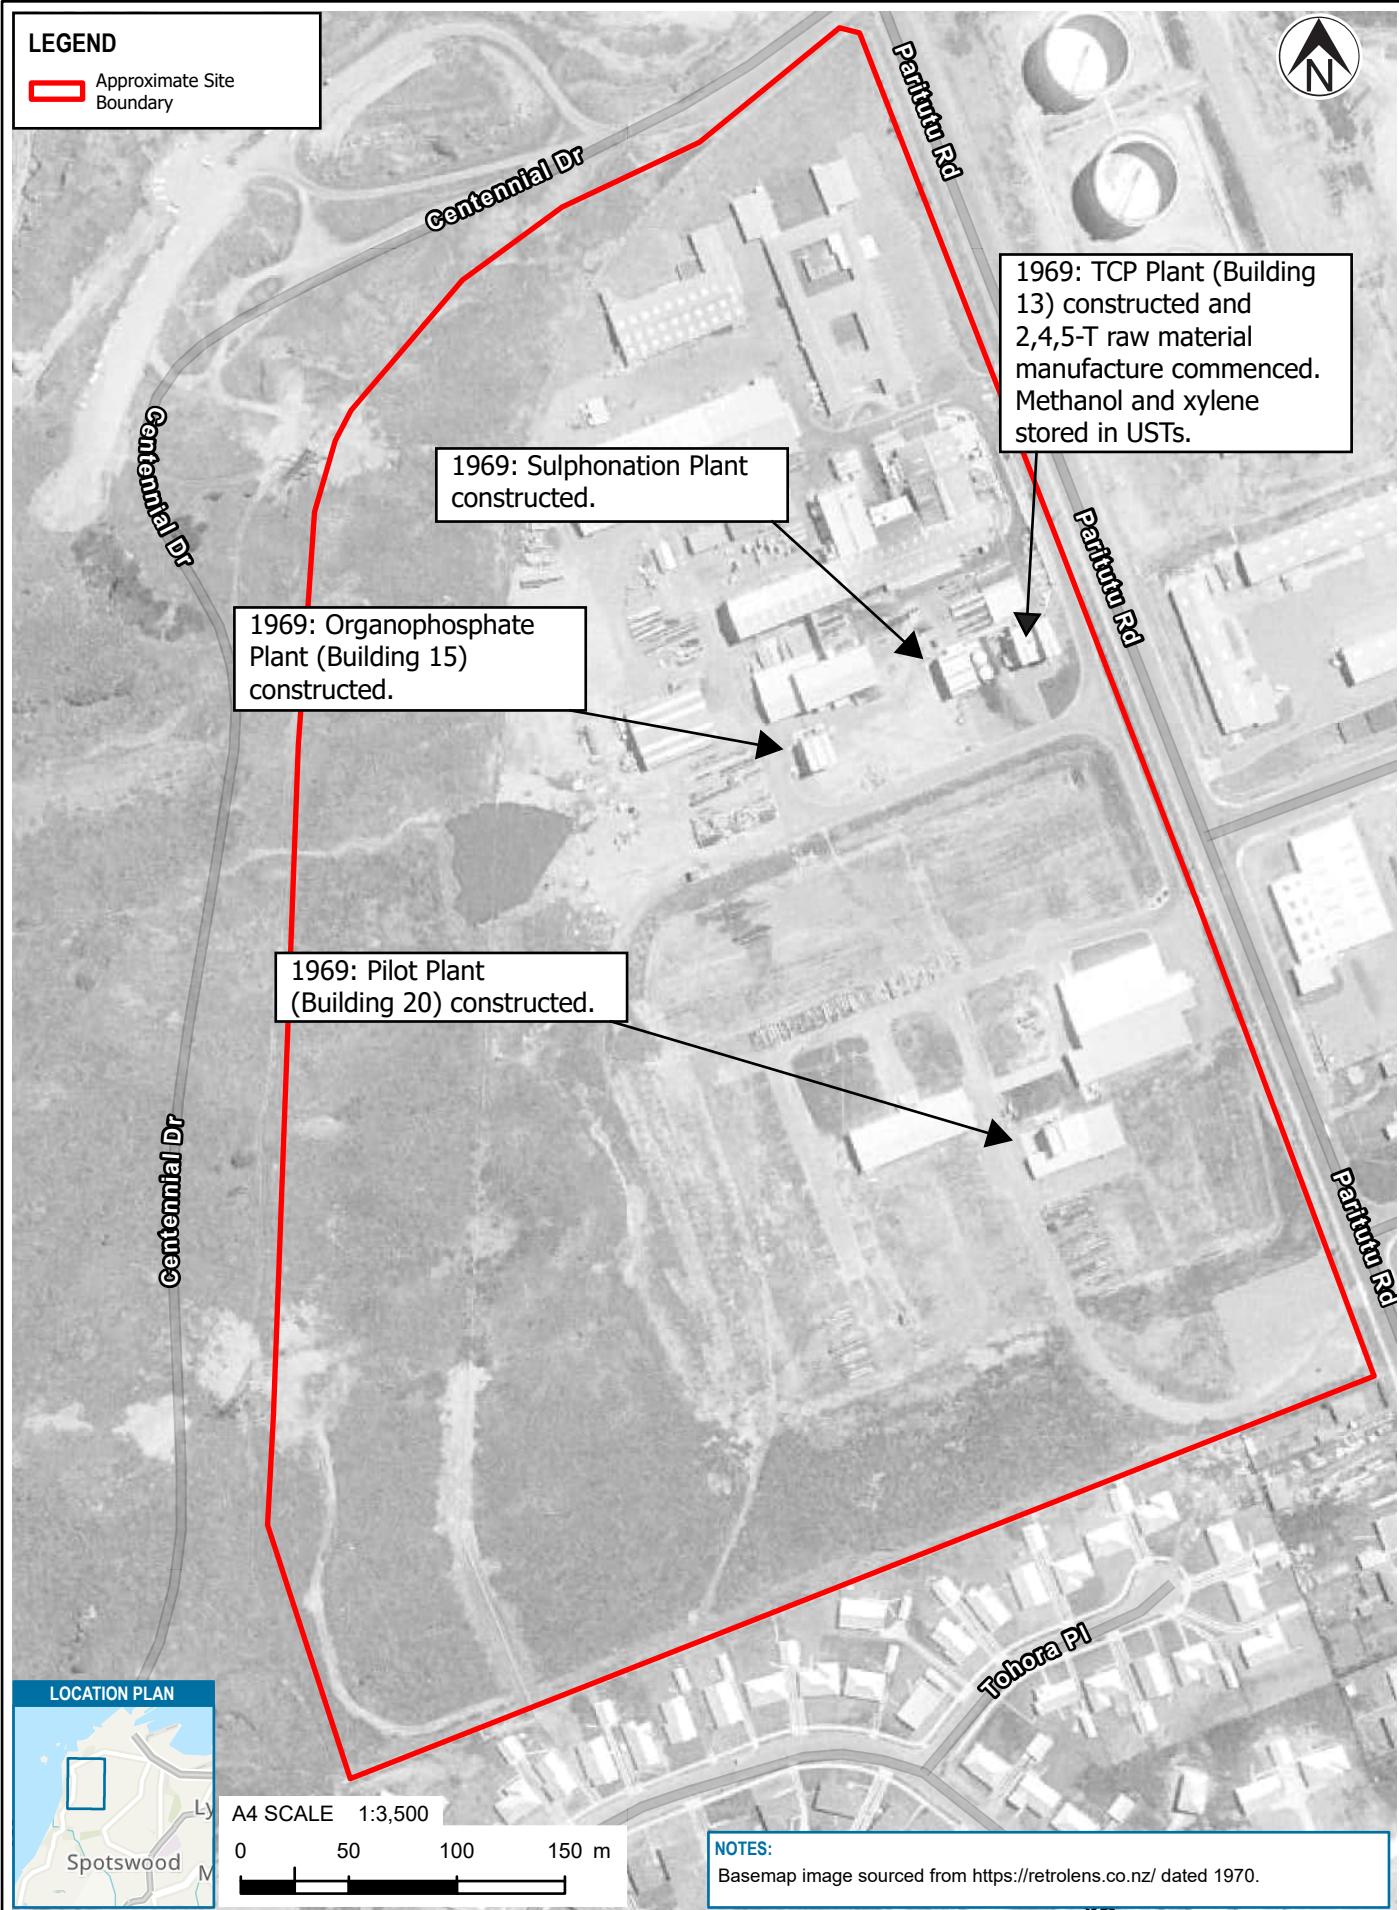 LEGEND
Approximate Site
Boundary
N
Centennial Dr
Paritutu Rd
1969: TCP Plant (Building
13) constructed and
2,4,5-T raw material
manufacture commenced.
Methanol and xylene
stored in USTs.
Centennial Dr
1969: Sulphonation Plant
constructed.
Paritutu Rd
1969: Organophosphate
Plant (Building 15)
constructed.
1969: Pilot Plant
(Building 20) constructed.
Centennial Dr
Paritutu Rd
Tohora Pl
LOCATION PLAN
Ly
Spotswood
M
A4 SCALE 1:3,500
0 50 100 150 m
NOTES:
Basemap image sourced from https://retrolens.co.nz/ dated 1970.